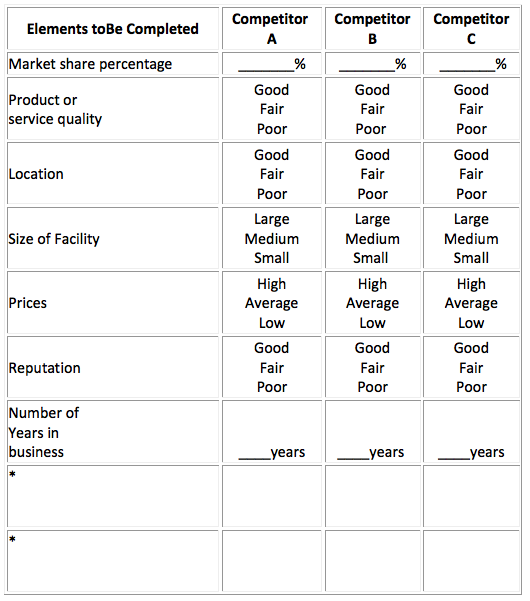 Elements toBe Completed
Competitor
A
Competitor
B
Competitor
C
Market share percentage
_______%
_______%
_______%
Product or
service quality
Good
Fair
Poor
Good
Fair
Poor
Good
Fair
Poor
Location
Good
Fair
Poor
Good
Fair
Poor
Good
Fair
Poor
Size of Facility
Large
Medium
Small
Large
Medium
Small
Large
Medium
Small
Prices
High
Average
Low
High
Average
Low
High
Average
Low
Reputation
Good
Fair
Poor
Good
Fair
Poor
Good
Fair
Poor
Number of
Years in
business
____years
____years
____years
*
*